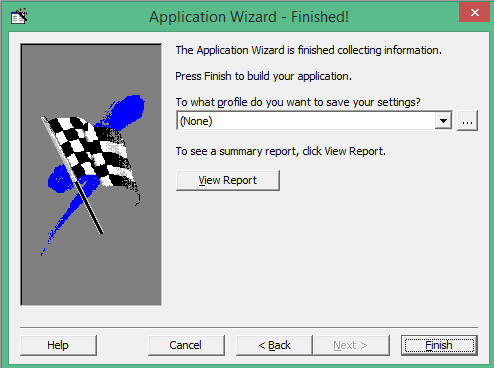 Application Wizard - Finished!
The Application Wizard is finished collecting information.
Press Finish to build your application.
To what profile do you want to save your settings?
(None)
...
To see a summary report, click View Report.
View Report
Help
Cancel
< Back
Next >
Finish